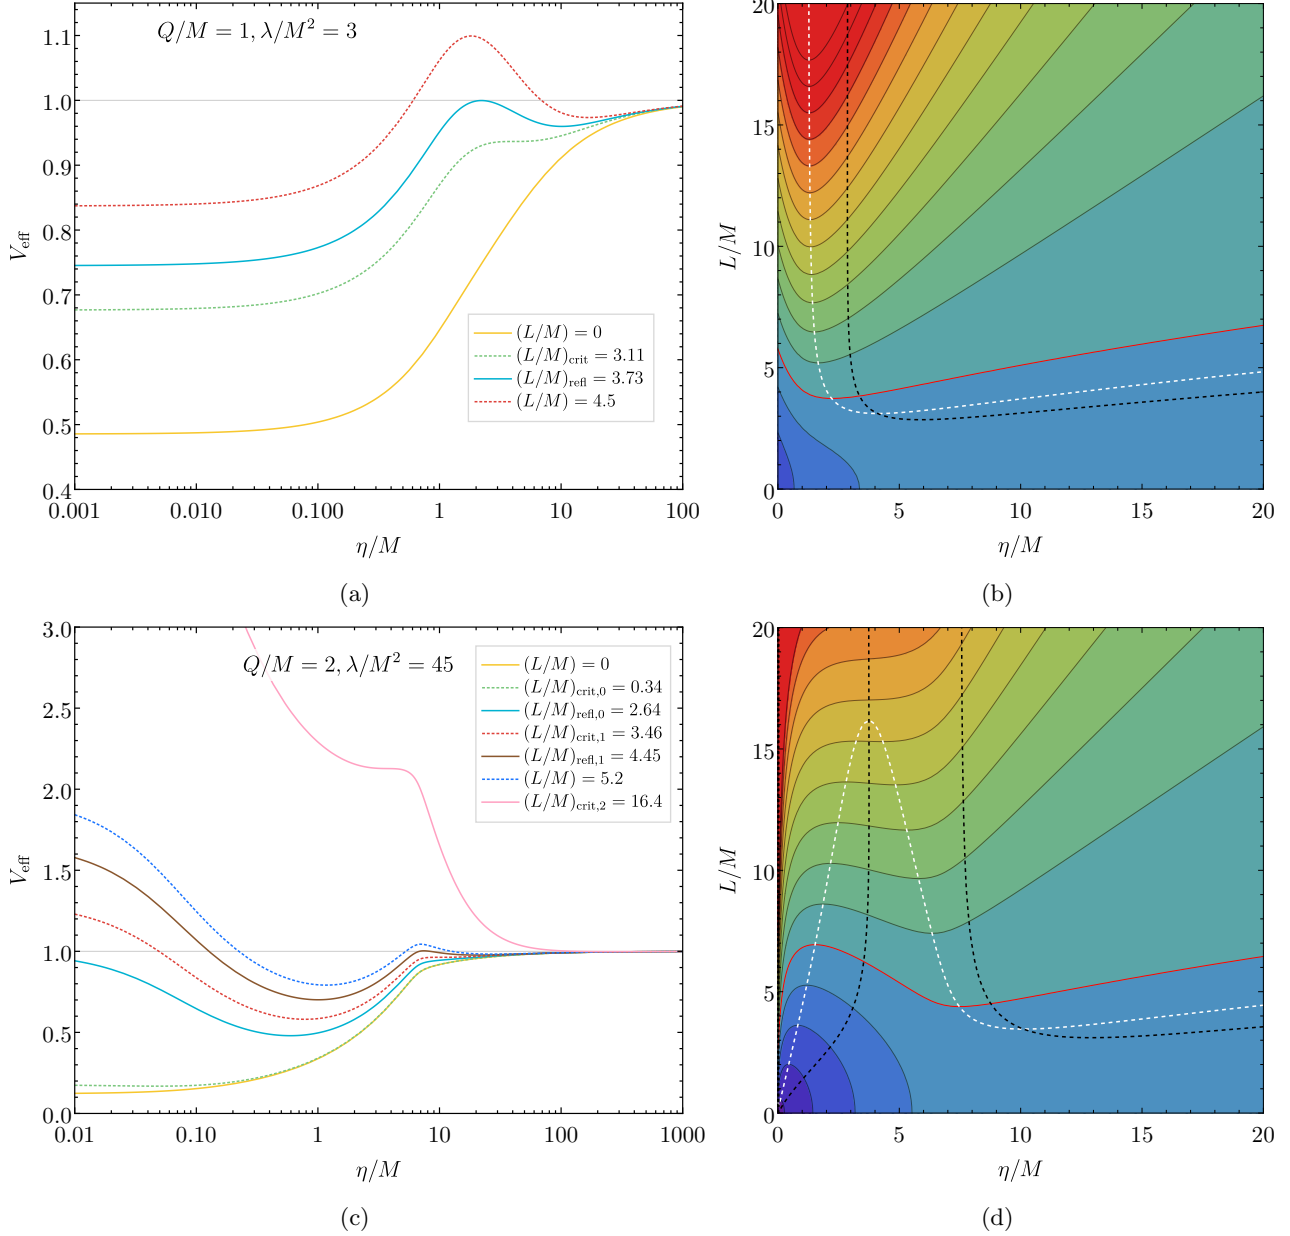 Q/M = 1, λ/M² = 3
V_eff
1.1
1.0
0.9
0.8
0.7
0.6
0.5
0.4
(L/M) = 0
(L/M)_crit = 3.11
(L/M)_refl = 3.73
(L/M) = 4.5
0.001 0.010 0.100 1 10 100
η/M
(a)
L/M
20
15
10
5
0
0 5 10 15 20
η/M
(b)
Q/M = 2, λ/M² = 45
V_eff
3.0
2.5
2.0
1.5
1.0
0.5
0.0
(L/M) = 0
(L/M)_crit,0 = 0.34
(L/M)_refl,0 = 2.64
(L/M)_crit,1 = 3.46
(L/M)_refl,1 = 4.45
(L/M) = 5.2
(L/M)_crit,2 = 16.4
0.01 0.10 1 10 100 1000
η/M
(c)
L/M
20
15
10
5
0
0 5 10 15 20
η/M
(d)